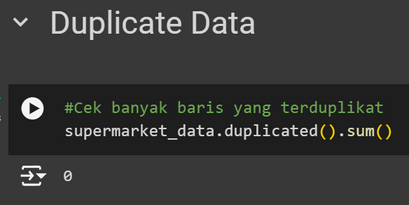 Duplicate Data
#Cek banyak baris yang terduplikat
supermarket_data.duplicated().sum()
0